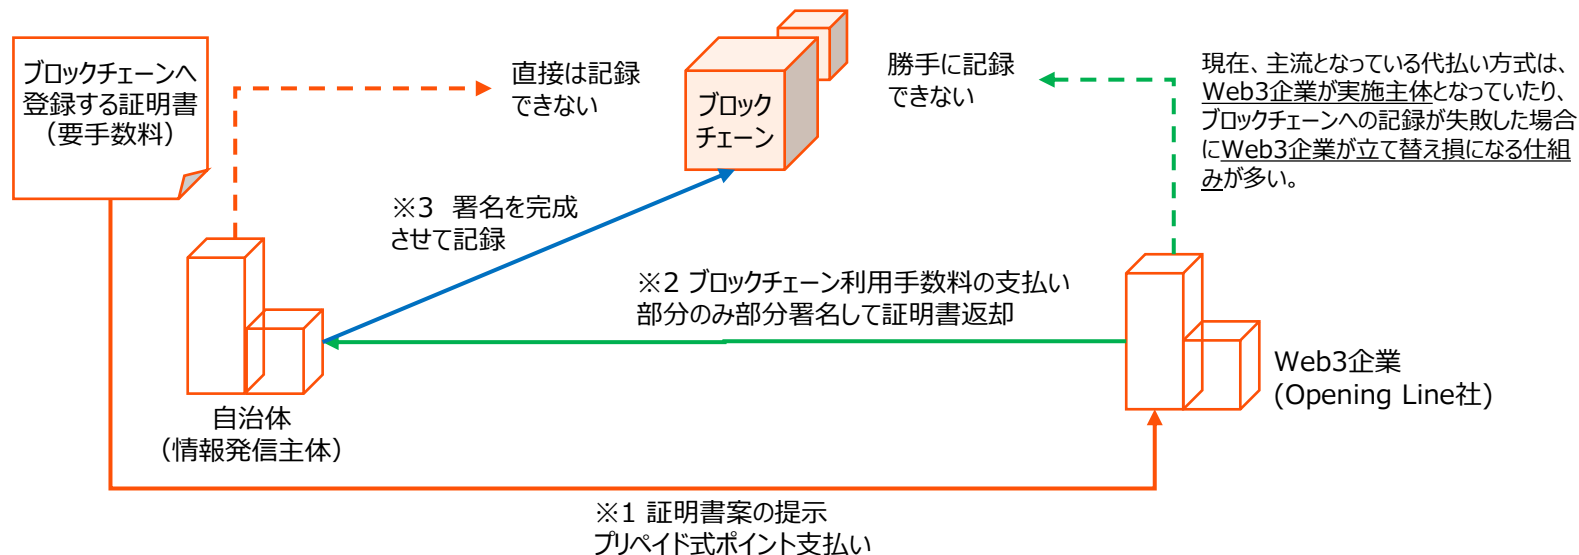 ブロックチェーンへ
登録する証明書
（要手数料）
直接は記録
できない
ブロック
チェーン
勝手に記録
できない
現在、主流となっている代払い方式は、
Web3企業が実施主体となっていたり、
ブロックチェーンへの記録が失敗した場合
にWeb3企業が立て替え損になる仕組
みが多い。
※3 署名を完成
させて記録
※2 ブロックチェーン利用手数料の支払い
部分のみ部分署名して証明書返却
自治体
（情報発信主体）
Web3企業
(Opening Line社)
※1 証明書案の提示
プリペイド式ポイント支払い